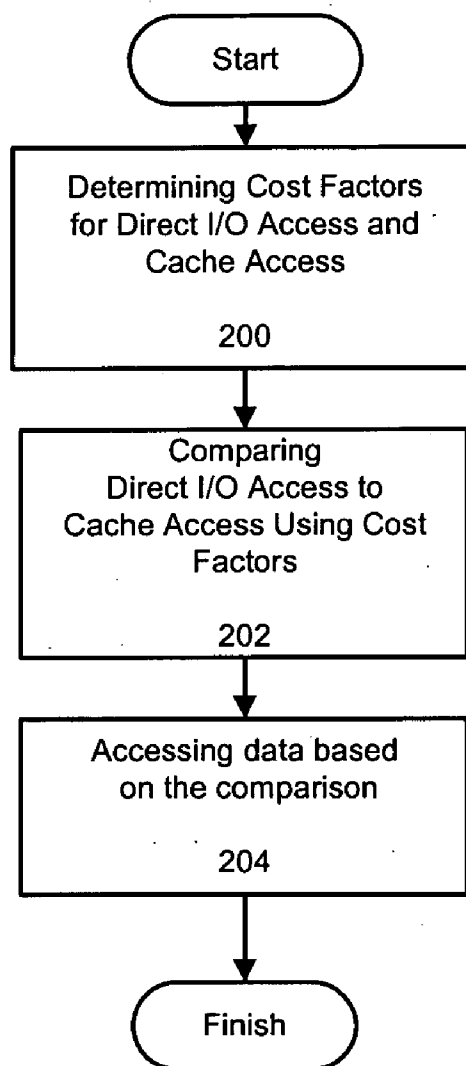 Start
Determining Cost Factors
for Direct I/O Access and
Cache Access
200
Comparing
Direct I/O Access to
Cache Access Using Cost
Factors
202
Accessing data based
on the comparison
204
Finish